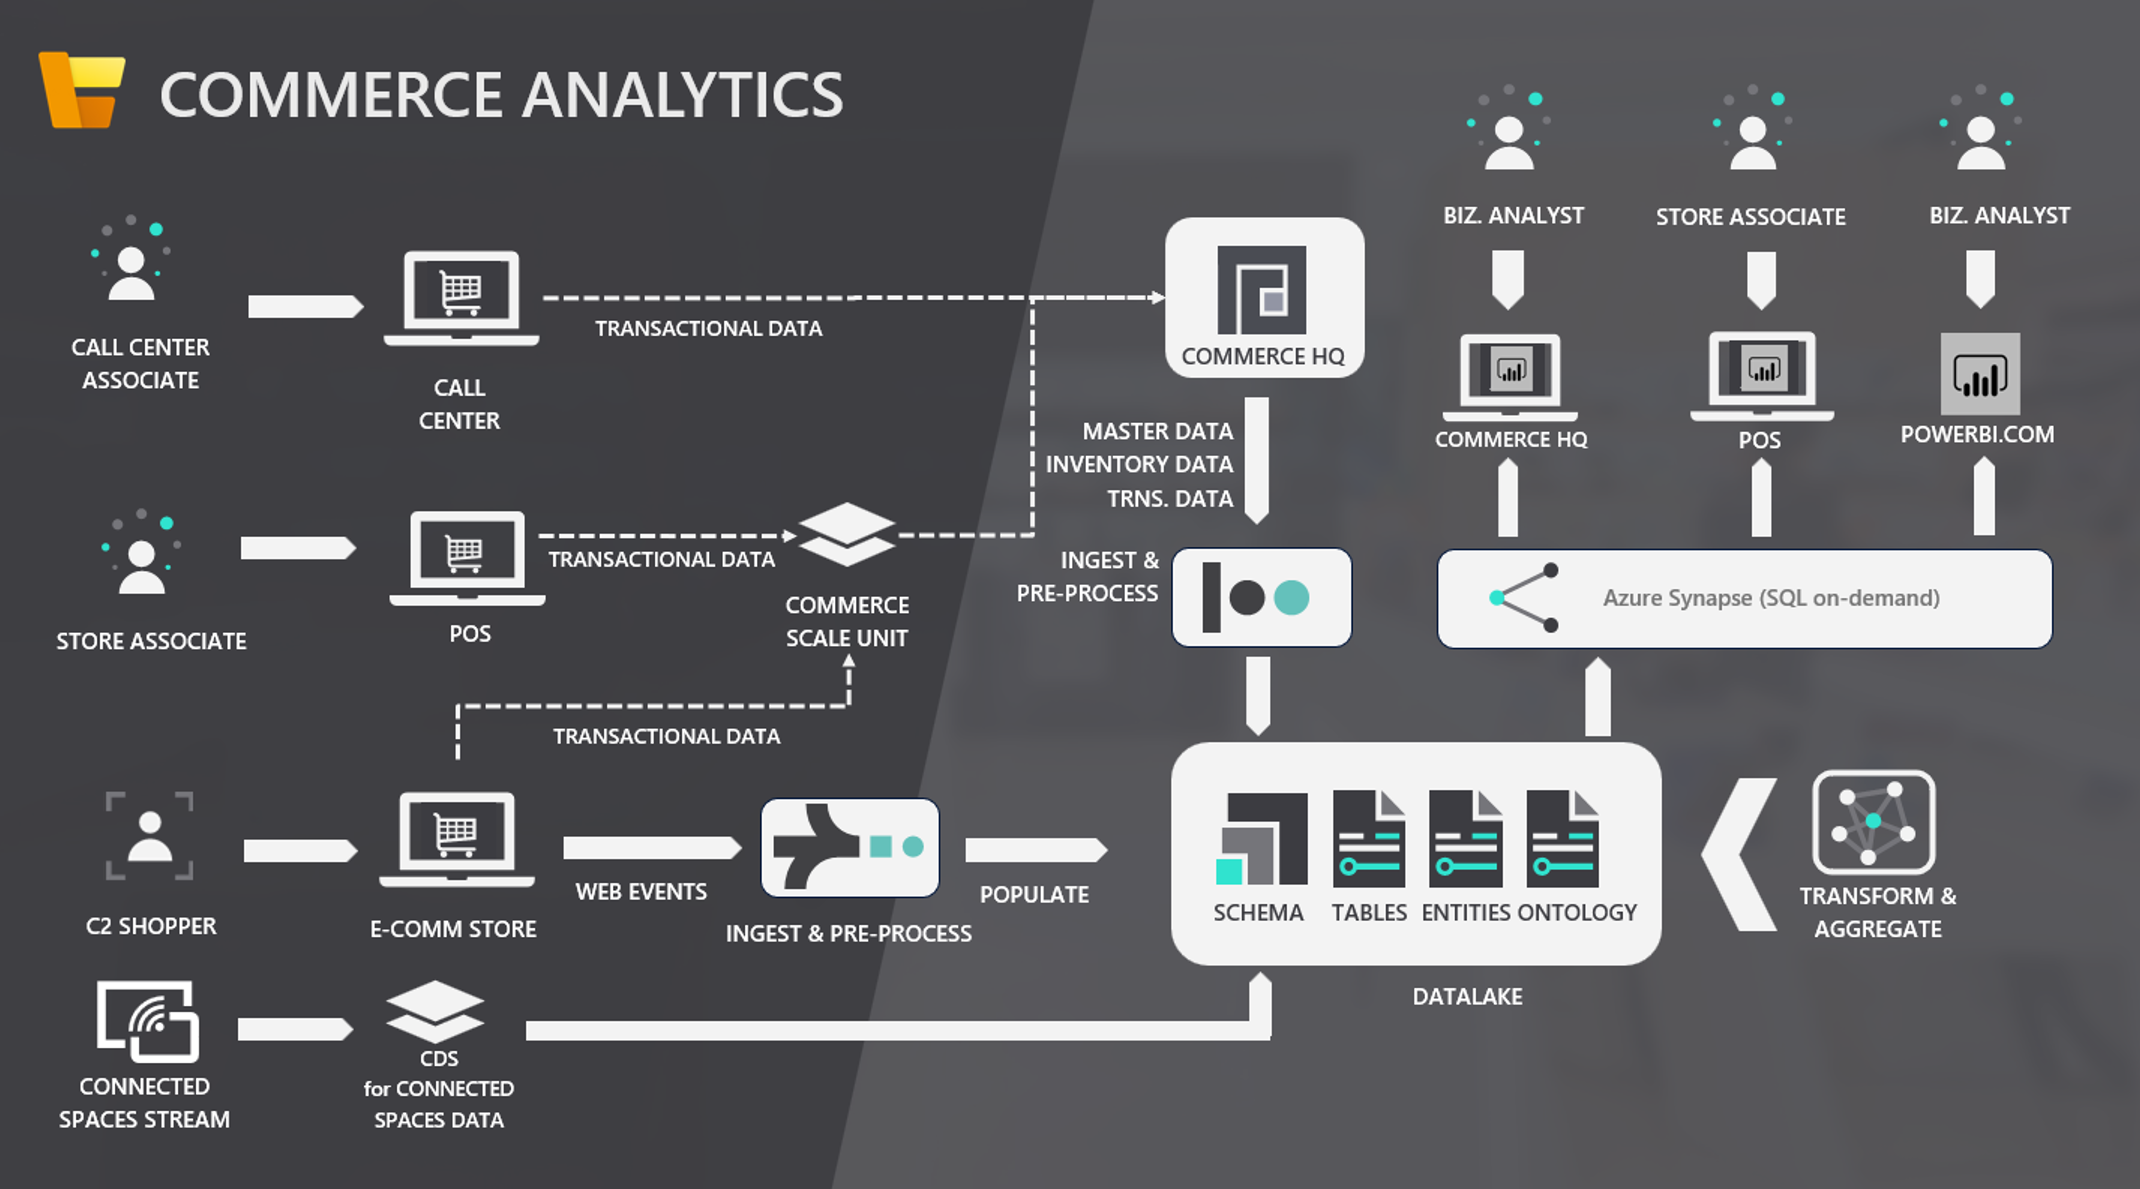 COMMERCE ANALYTICS
CALL CENTER
ASSOCIATE
CALL
CENTER
TRANSACTIONAL DATA
COMMERCE HQ
MASTER DATA
INVENTORY DATA
TRNS. DATA
STORE ASSOCIATE
POS
TRANSACTIONAL DATA
COMMERCE
SCALE UNIT
INGEST &
PRE-PROCESS
TRANSACTIONAL DATA
C2 SHOPPER
E-COMM STORE
WEB EVENTS
INGEST & PRE-PROCESS
POPULATE
SCHEMA
TABLES
ENTITIES
ONTOLOGY
DATALAKE
CONNECTED
SPACES STREAM
CDS
for CONNECTED
SPACES DATA
BIZ. ANALYST
STORE ASSOCIATE
BIZ. ANALYST
COMMERCE HQ
POS
POWERBI.COM
Azure Synapse (SQL on-demand)
TRANSFORM &
AGGREGATE